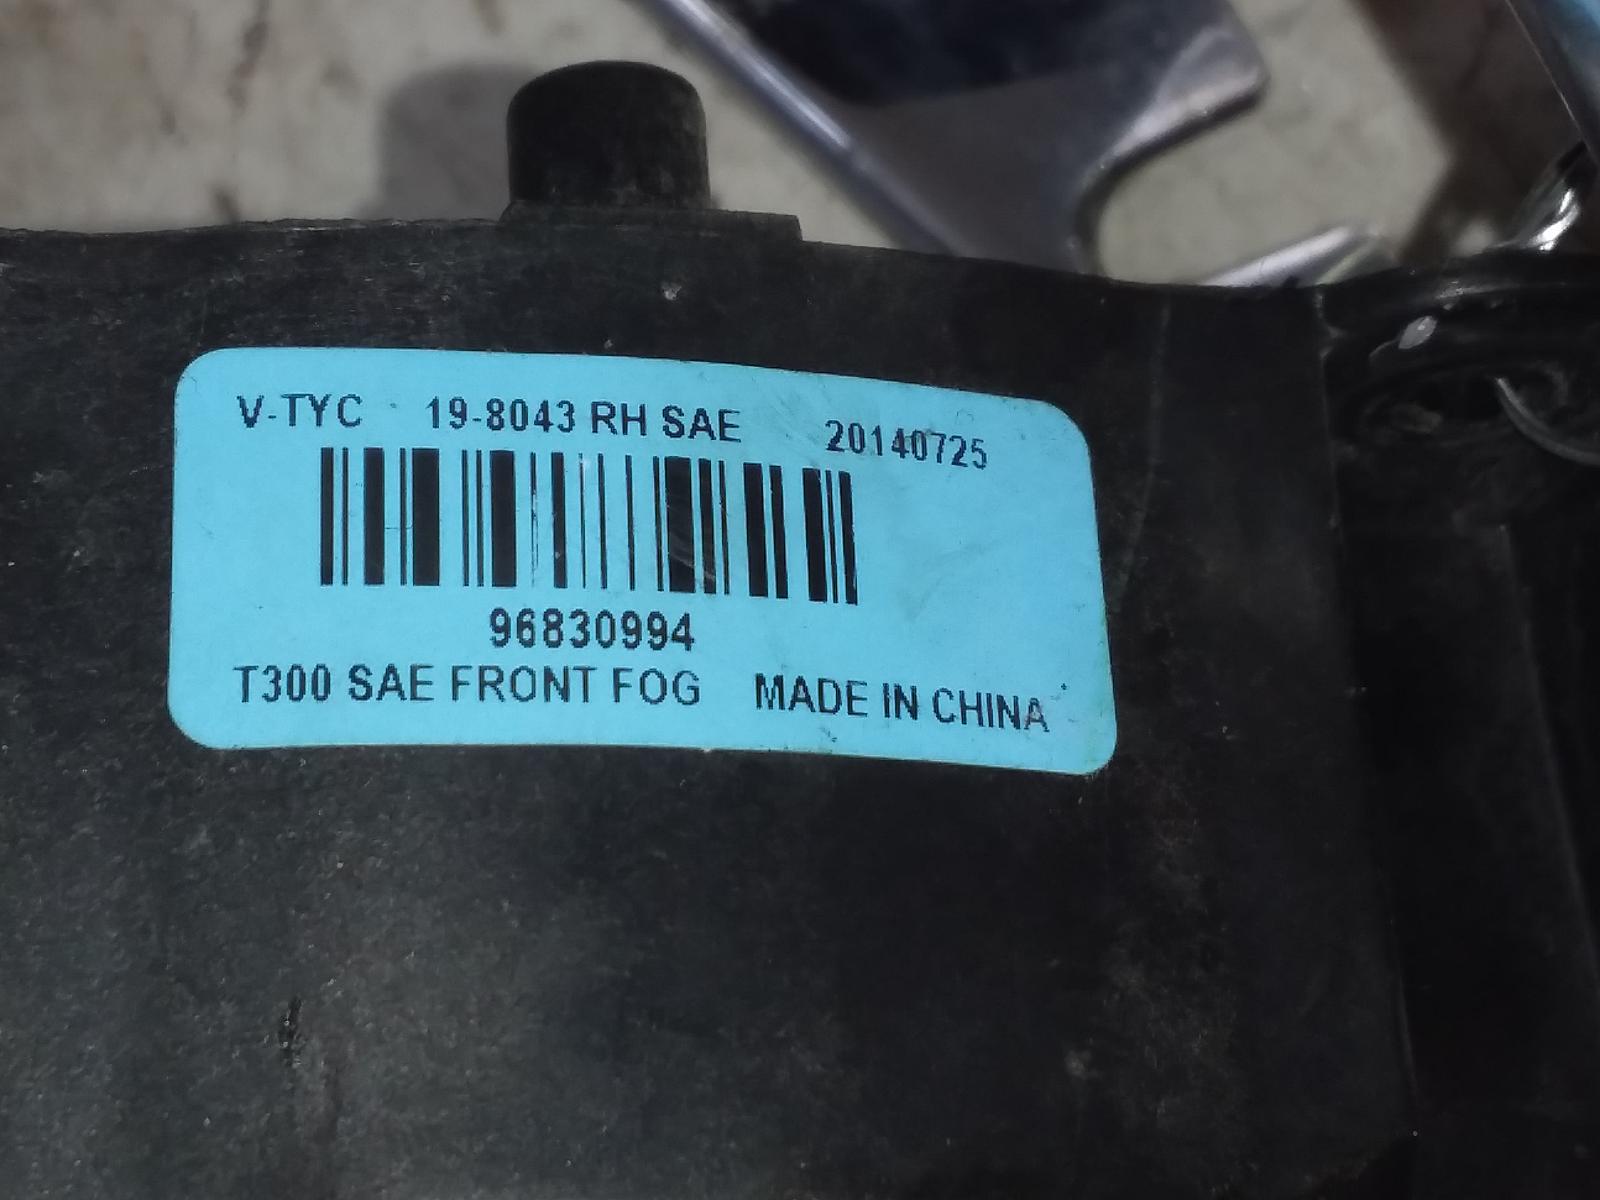 V-TYC 19-8043 RH SAE 20140725
96830994
T300 SAE FRONT FOG MADE IN CHINA